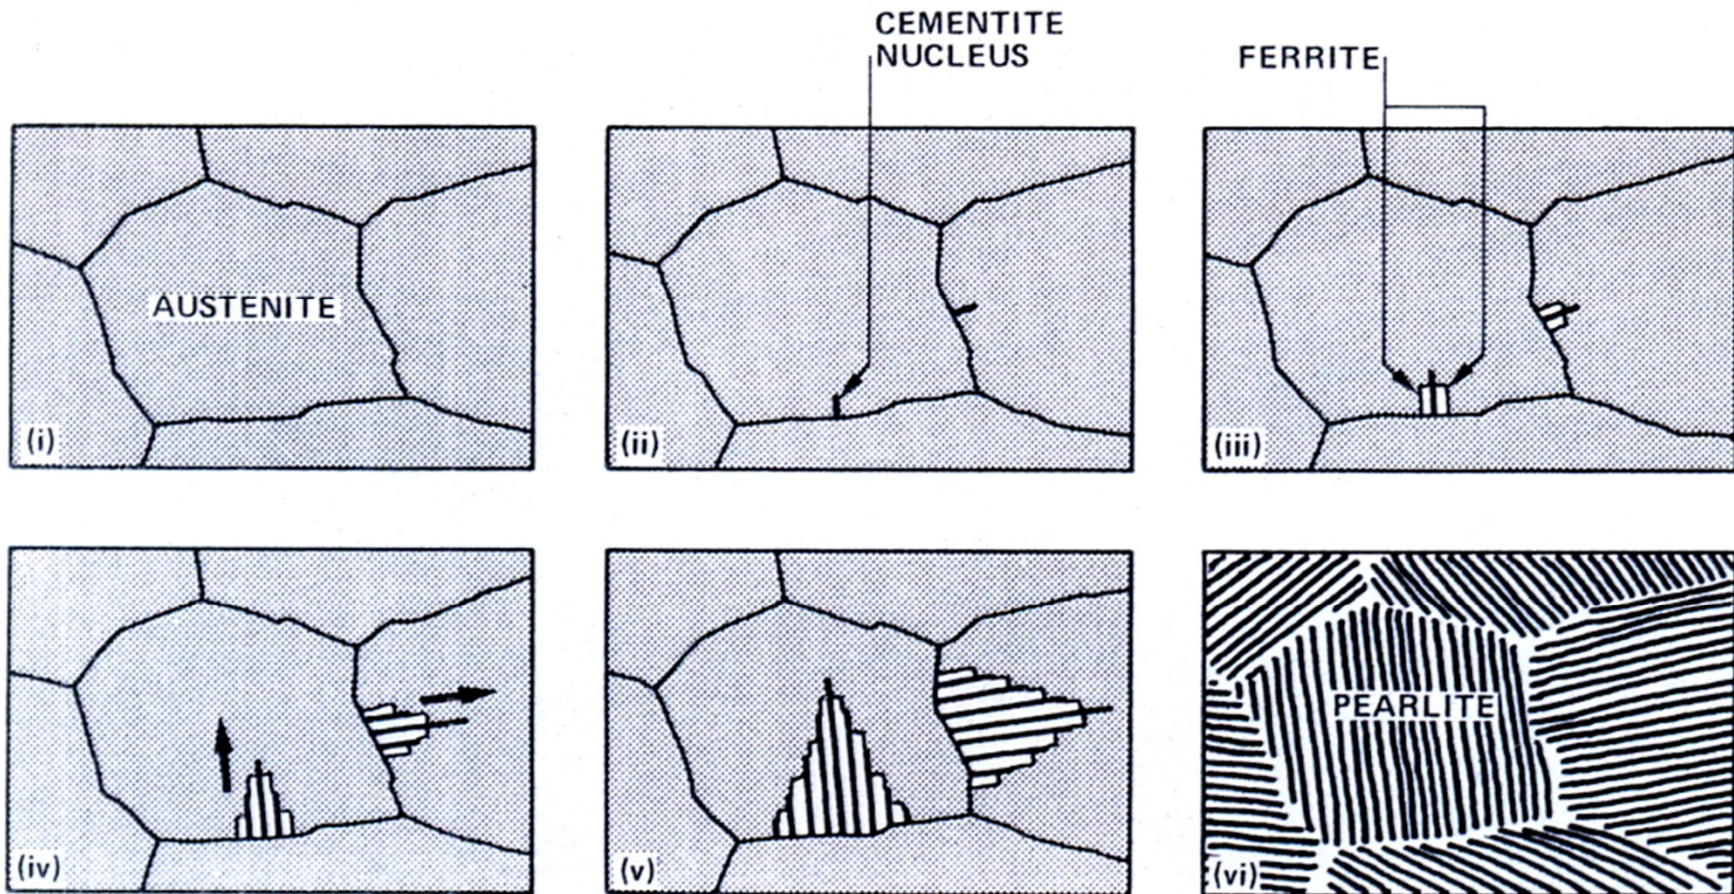 CEMENTITE
NUCLEUS
FERRITE
AUSTENITE
(i)
(ii)
(iii)
(iv)
(v)
PEARLITE
(vi)